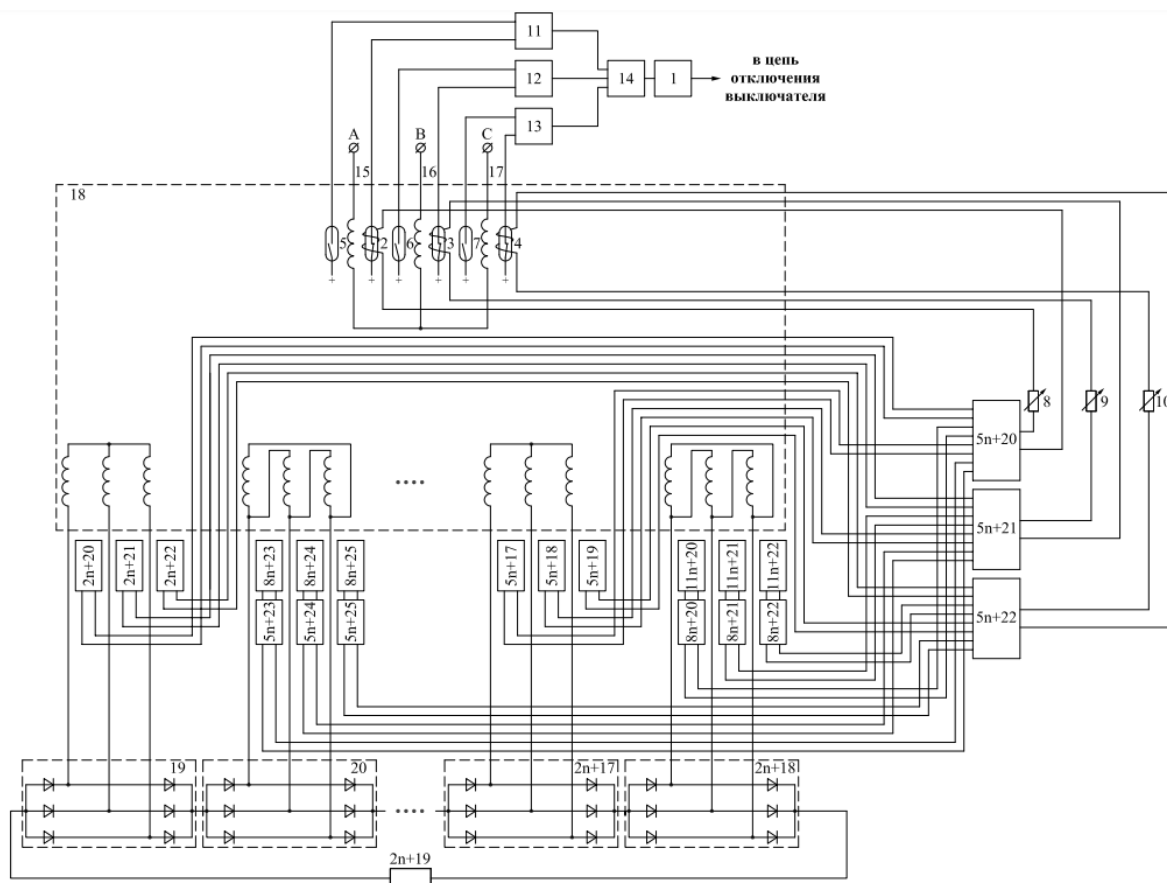 11
в цепь
отключения
выключателя
12
14
1
13
A
B
C
15
16
17
18
5
2
6
3
7
4
+
+
+
+
+
+
8
9
10
5n+20
5n+21
5n+22
2n+20
2n+21
2n+22
8n+23
8n+24
8n+25
5n+17
5n+18
5n+19
11n+20
11n+21
11n+22
5n+23
5n+24
5n+25
8n+20
8n+21
8n+22
19
20
2n+17
2n+18
2n+19